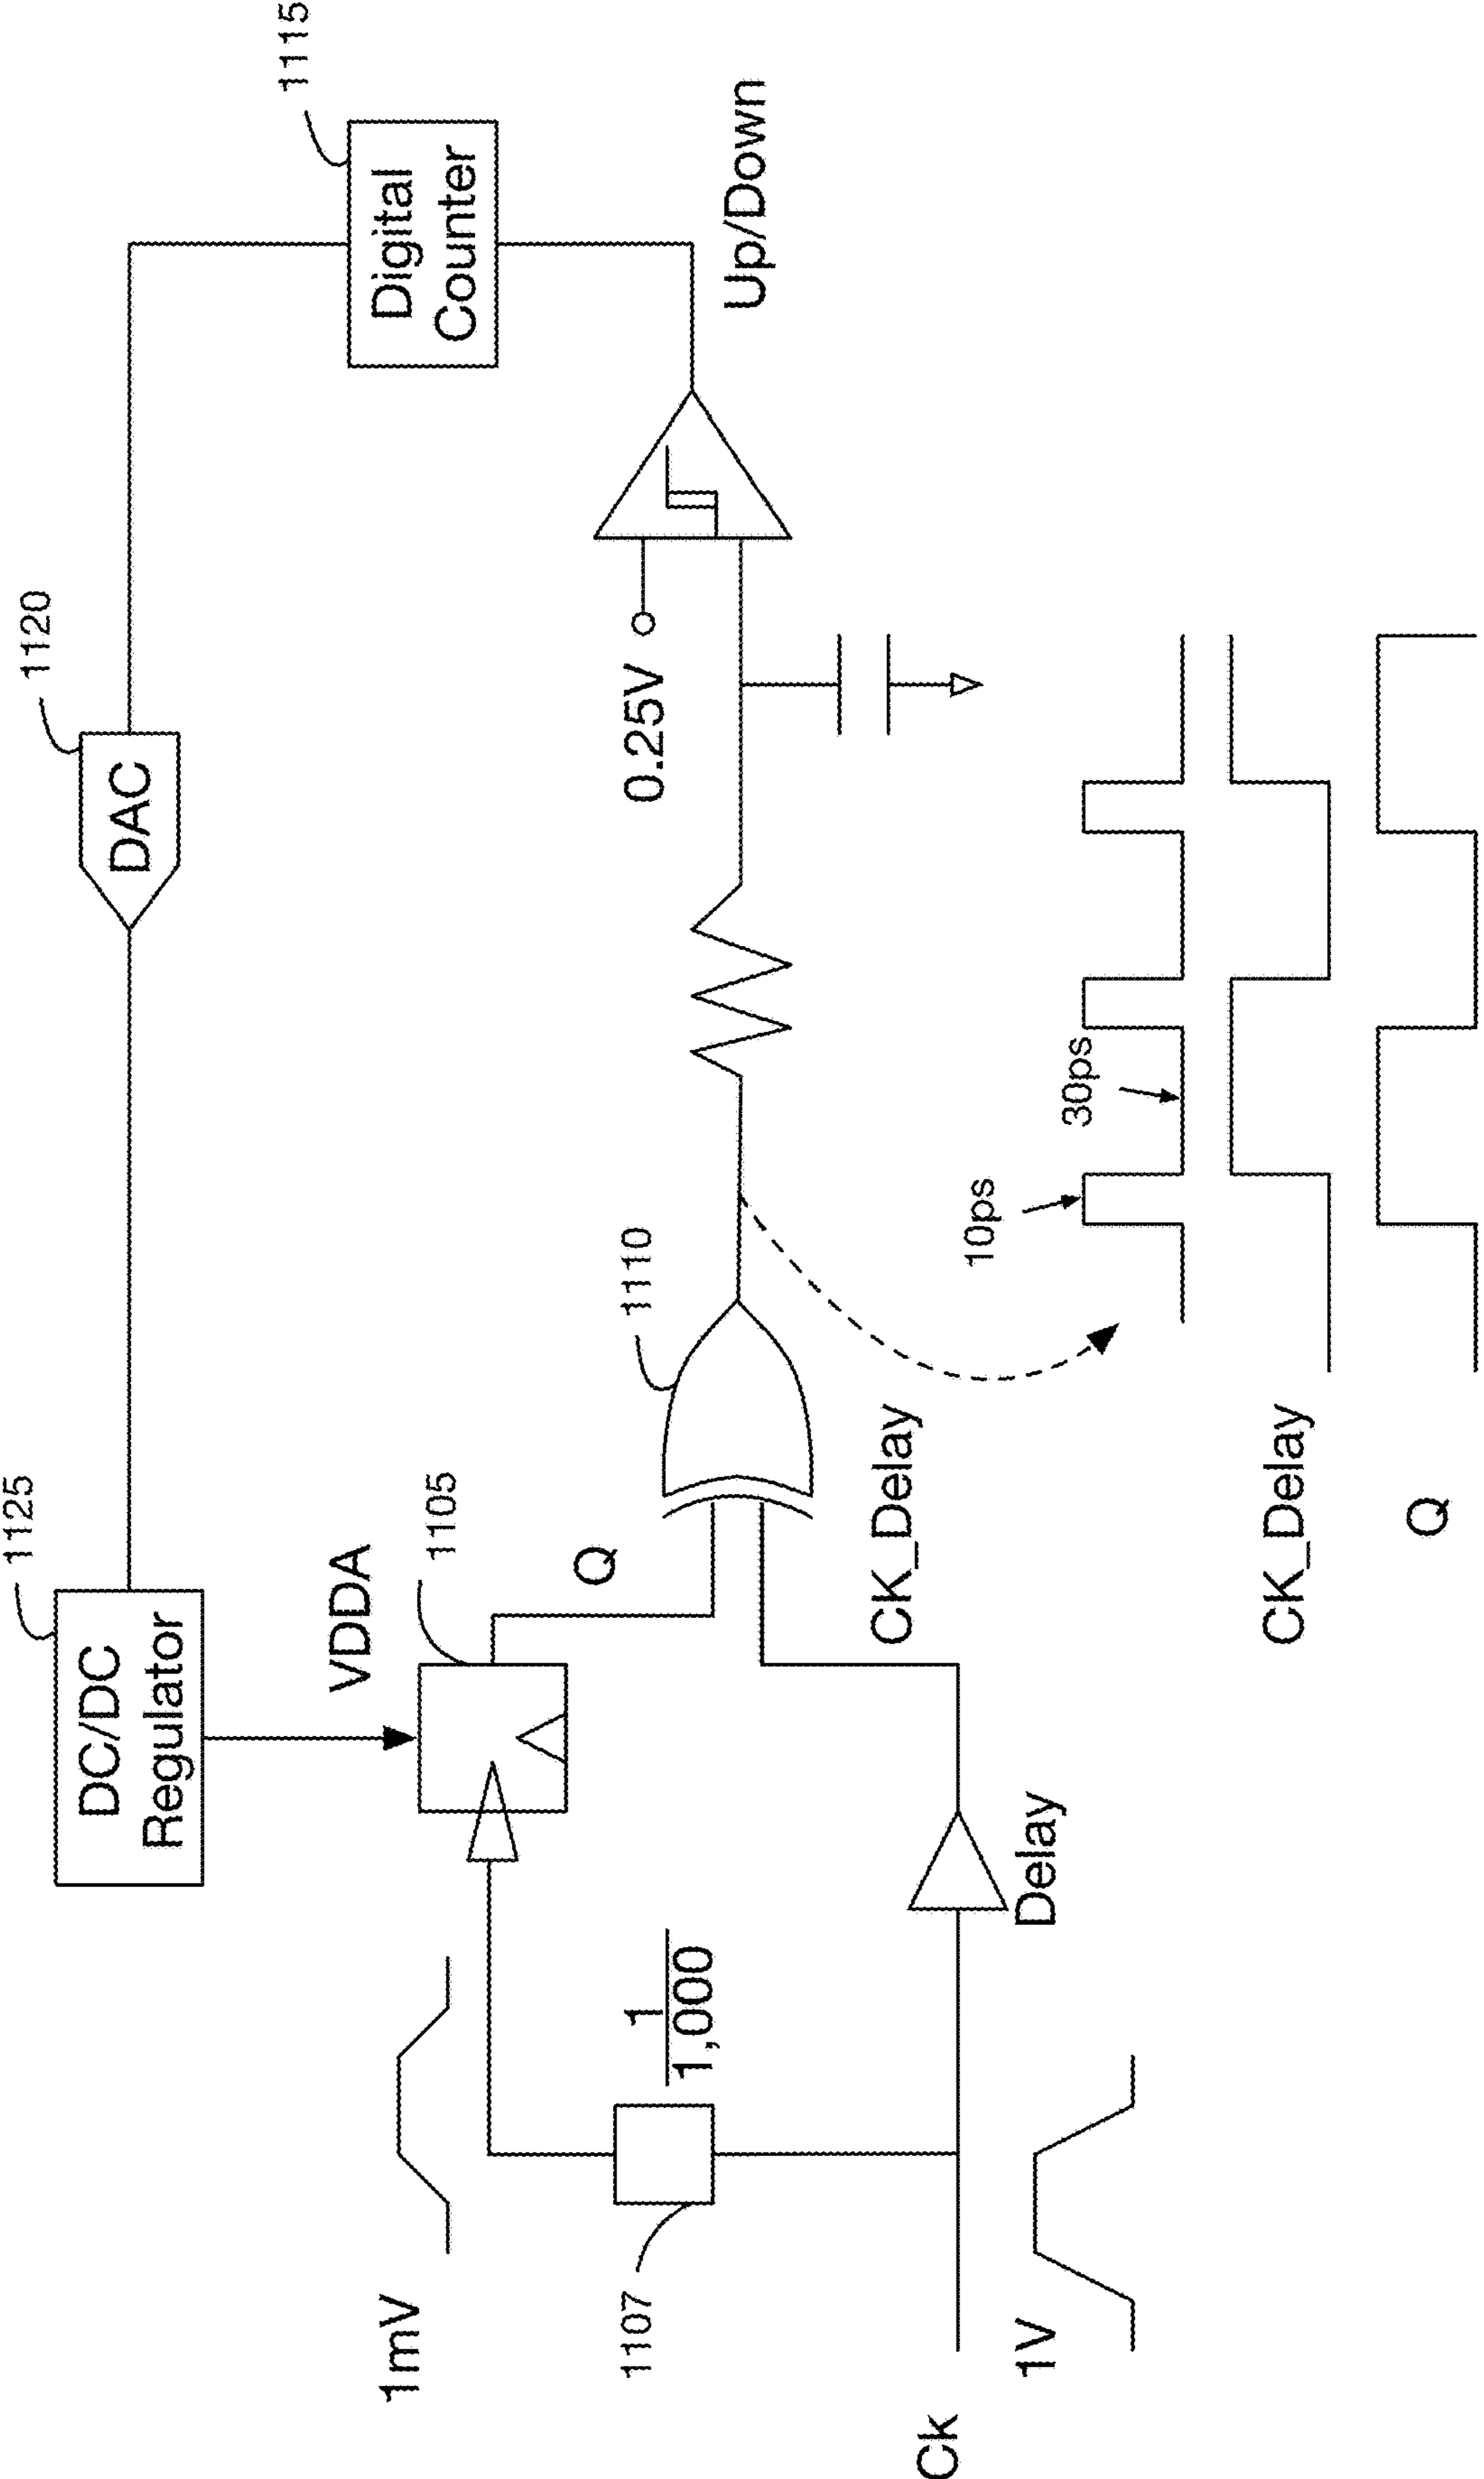 1125
DC/DC
Regulator
1120
DAC
1115
Digital
Counter
VDDA
1105
1mV
Q
1110
0.25V
Up/Down
1
1,000
1107
CK_Delay
Ck
Delay
1V
10ps
30ps
CK_Delay
Q